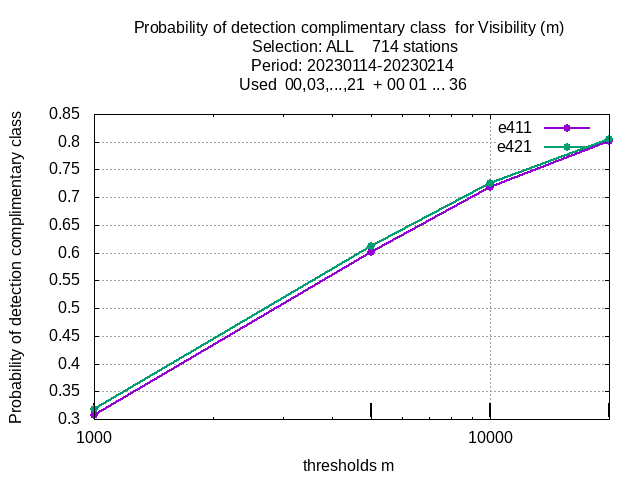 Probability of detection complimentary class  for Visibility (m)
Selection: ALL    714 stations
Period: 20230114-20230214
Used  00,03,...,21  + 00 01 ... 36
Probability of detection complimentary class
0.85
0.8
0.75
0.7
0.65
0.6
0.55
0.5
0.45
0.4
0.35
0.3
e411
e421
1000
10000
thresholds m